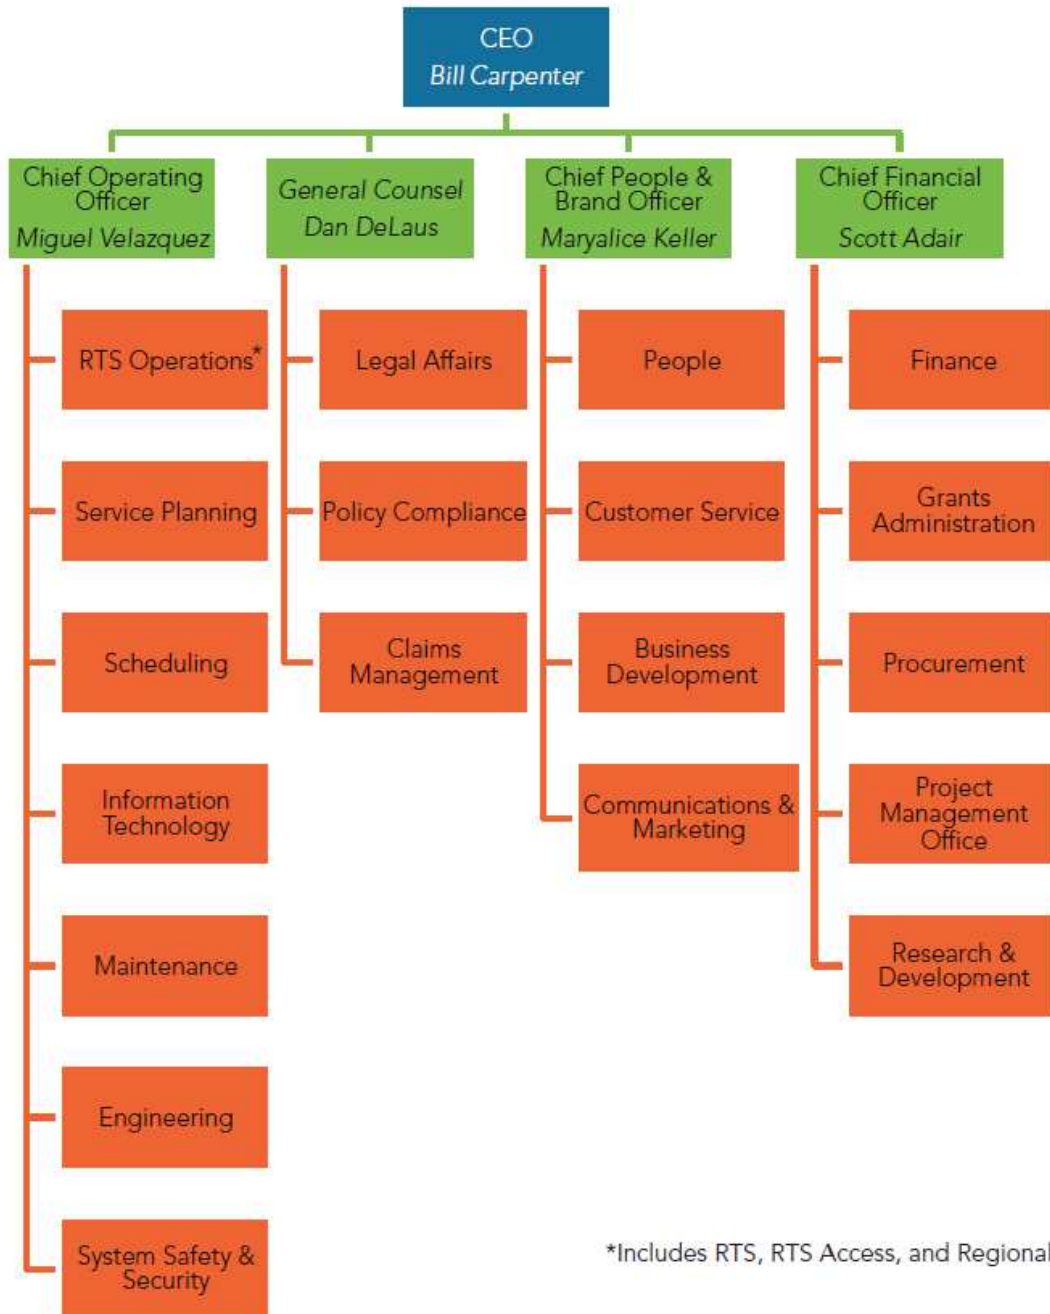 CEO
Bill Carpenter
Chief Operating
Officer
Miguel Velazquez
General Counsel
Dan DeLaus
Chief People &
Brand Officer
Maryalice Keller
Chief Financial
Officer
Scott Adair
RTS Operations*
Service Planning
Scheduling
Information
Technology
Maintenance
Engineering
System Safety &
Security
Legal Affairs
Policy Compliance
Claims
Management
People
Customer Service
Business
Development
Communications &
Marketing
Finance
Grants
Administration
Procurement
Project
Management
Office
Research &
Development
*Includes RTS, RTS Access, and Regional